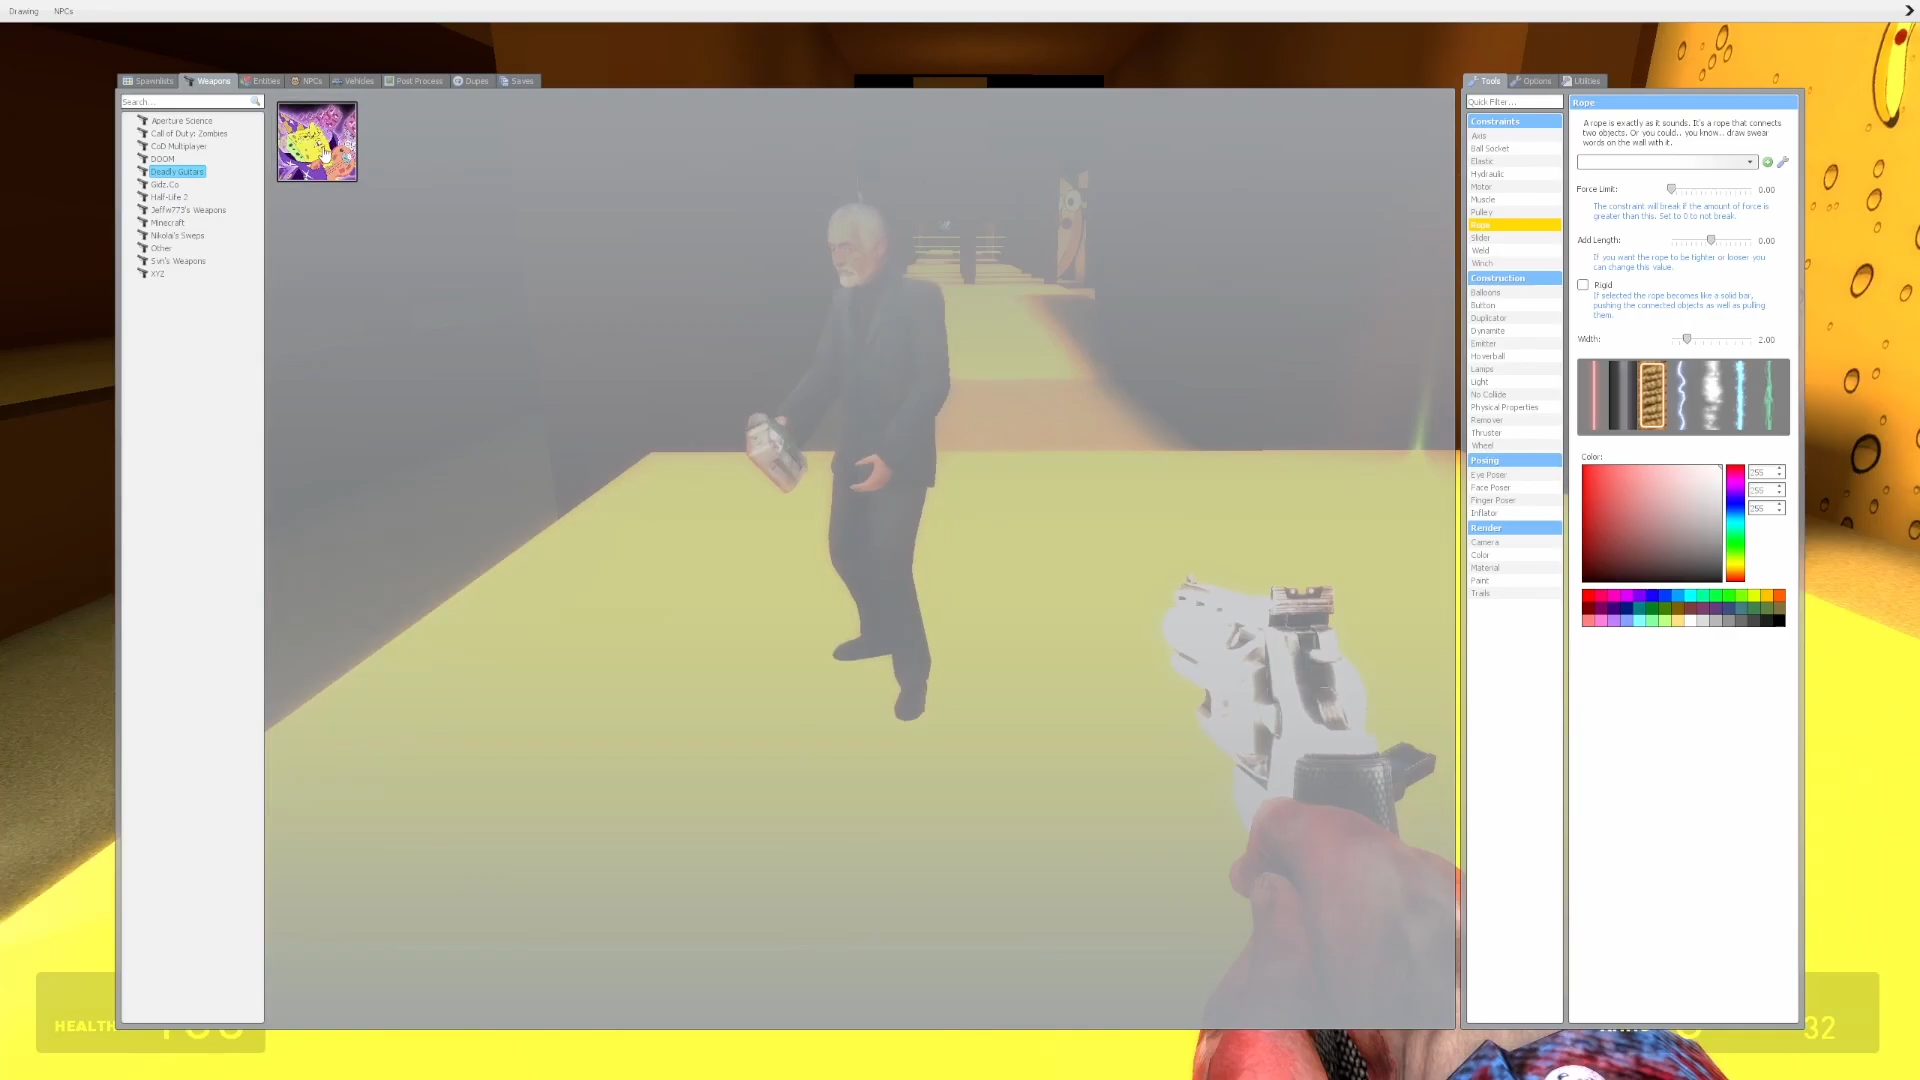 Drawing NPCs
Spawnlists Weapons Entities NPCs Vehicles Post Process Dupes Saves
Search...
Aperture Science
Call of Duty: Zombies
CoD Multiplayer
DOOM
Deadly Guitars
Gidz.Co
Half-Life 2
Jeffw773's Weapons
Minecraft
Nikolai's Sweps
Other
Syn's Weapons
XYZ
HEALTH
Tools Options Utilities
Quick Filter...
Constraints
Axis
Ball Socket
Elastic
Hydraulic
Motor
Muscle
Pulley
Rope
Slider
Weld
Winch
Construction
Balloons
Button
Duplicator
Dynamite
Emitter
Hoverball
Lamps
Light
No Collide
Physical Properties
Remover
Thruster
Wheel
Posing
Eye Poser
Face Poser
Finger Poser
Inflator
Render
Camera
Color
Material
Paint
Trails
Rope
A rope is exactly as it sounds. It's a rope that connects
two objects. Or you could.. you know.. draw swear
words on the wall with it.
Force Limit: 0.00
The constraint will break if the amount of force is
greater than this. Set to 0 to not break.
Add Length: 0.00
If you want the rope to be tighter or looser you
can change this value.
Rigid
If selected the rope becomes like a solid bar,
pushing the connected objects as well as pulling
them.
Width: 2.00
Color:
255
255
255
32